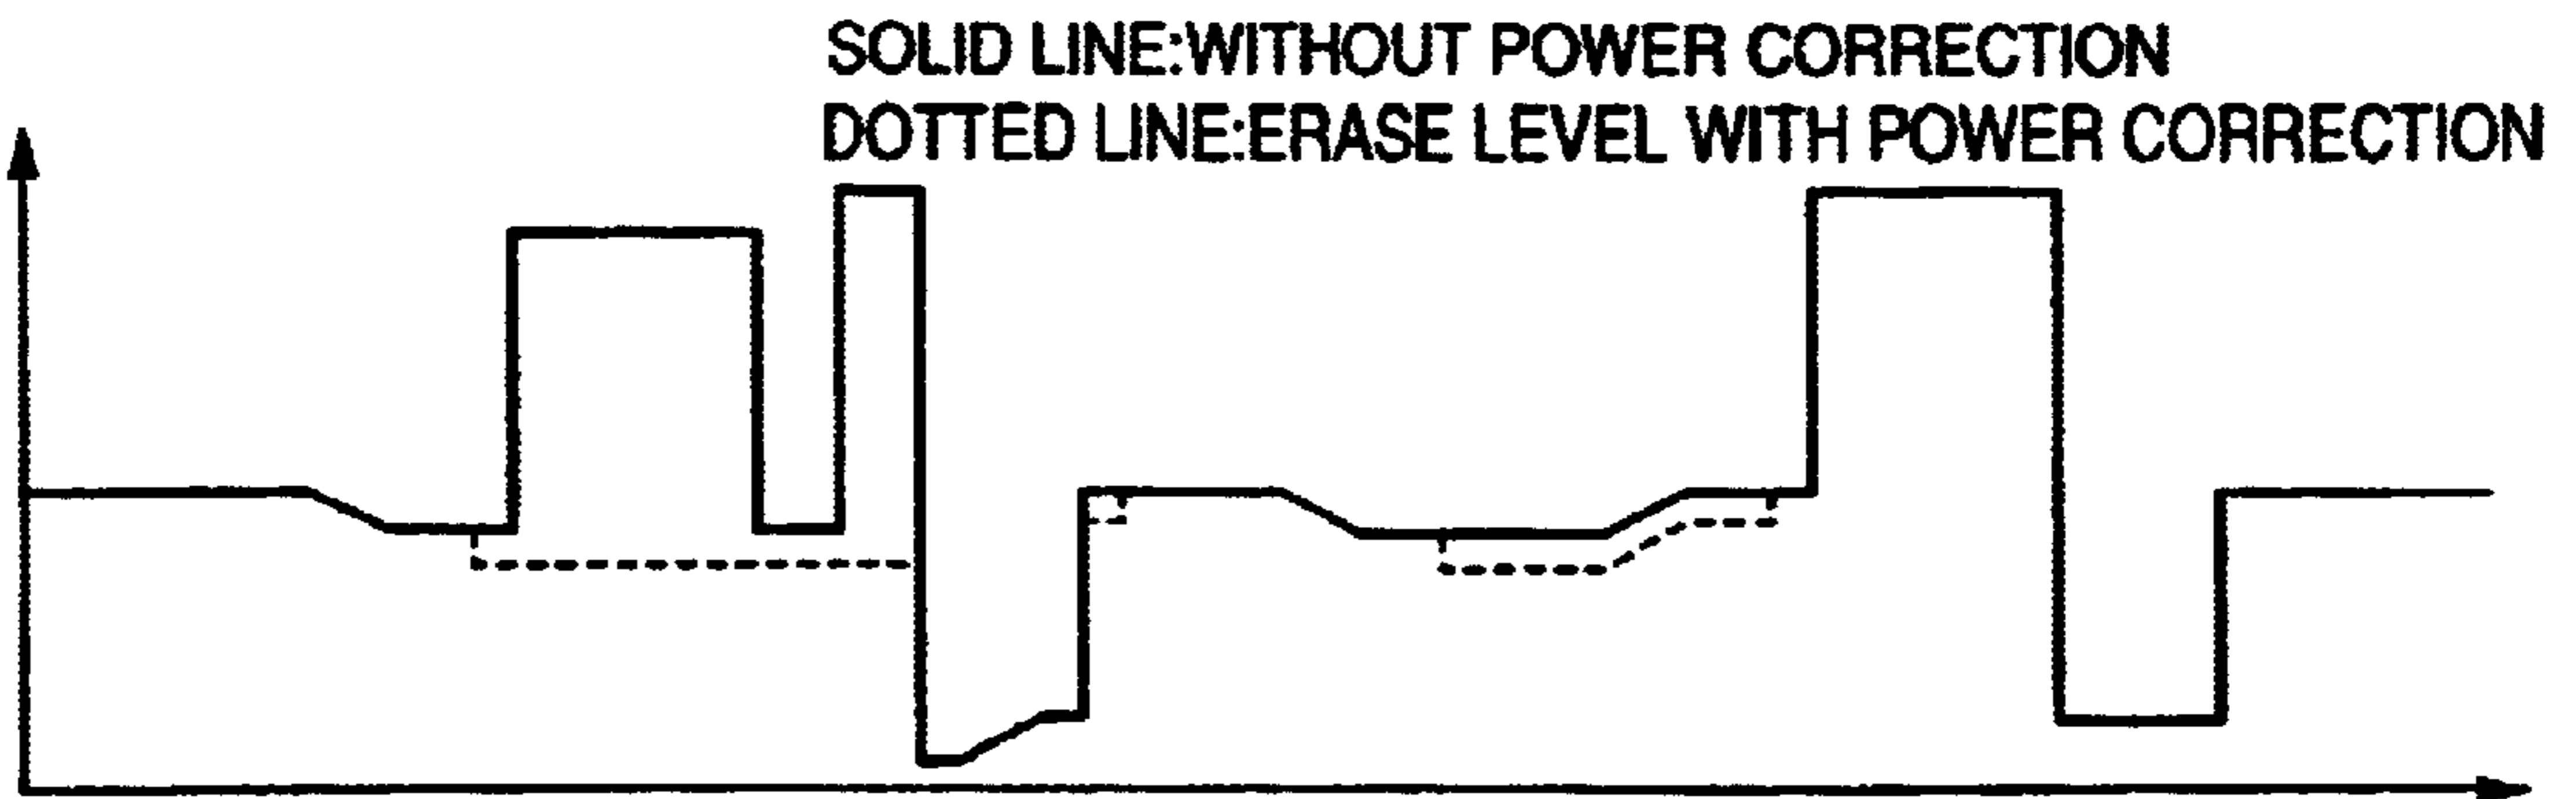 SOLID LINE:WITHOUT POWER CORRECTION
DOTTED LINE:ERASE LEVEL WITH POWER CORRECTION